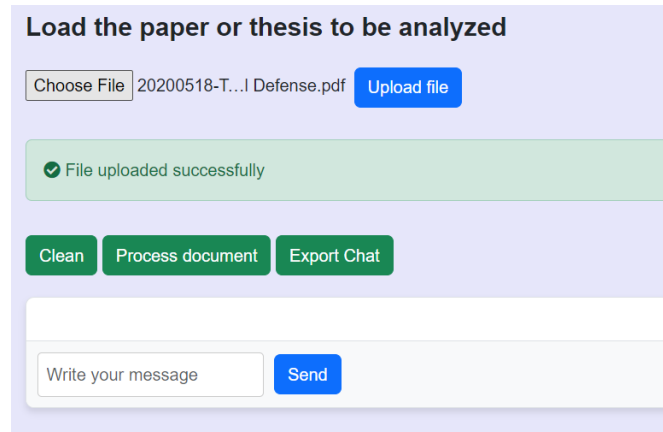 Load the paper or thesis to be analyzed
Choose File 20200518-T…l Defense.pdf Upload file
File uploaded successfully
Clean Process document Export Chat
Write your message Send